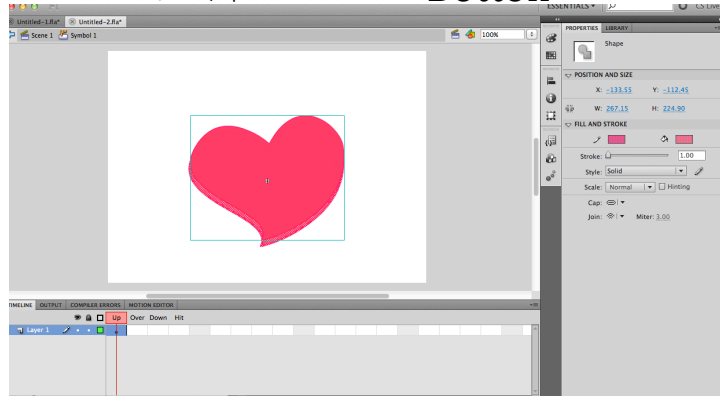 Button
ESSENTIALS
CS Live
Untitled-1.fla*
Untitled-2.fla*
Scene 1
Symbol 1
100%
PROPERTIES
LIBRARY
Shape
POSITION AND SIZE
X: -133.55 Y: -112.45
W: 267.15 H: 224.90
FILL AND STROKE
Stroke: 1.00
Style: Solid
Scale: Normal Hinting
Cap:
Join: Miter: 3.00
TIMELINE OUTPUT COMPILER ERRORS MOTION EDITOR
Up Over Down Hit
Layer 1